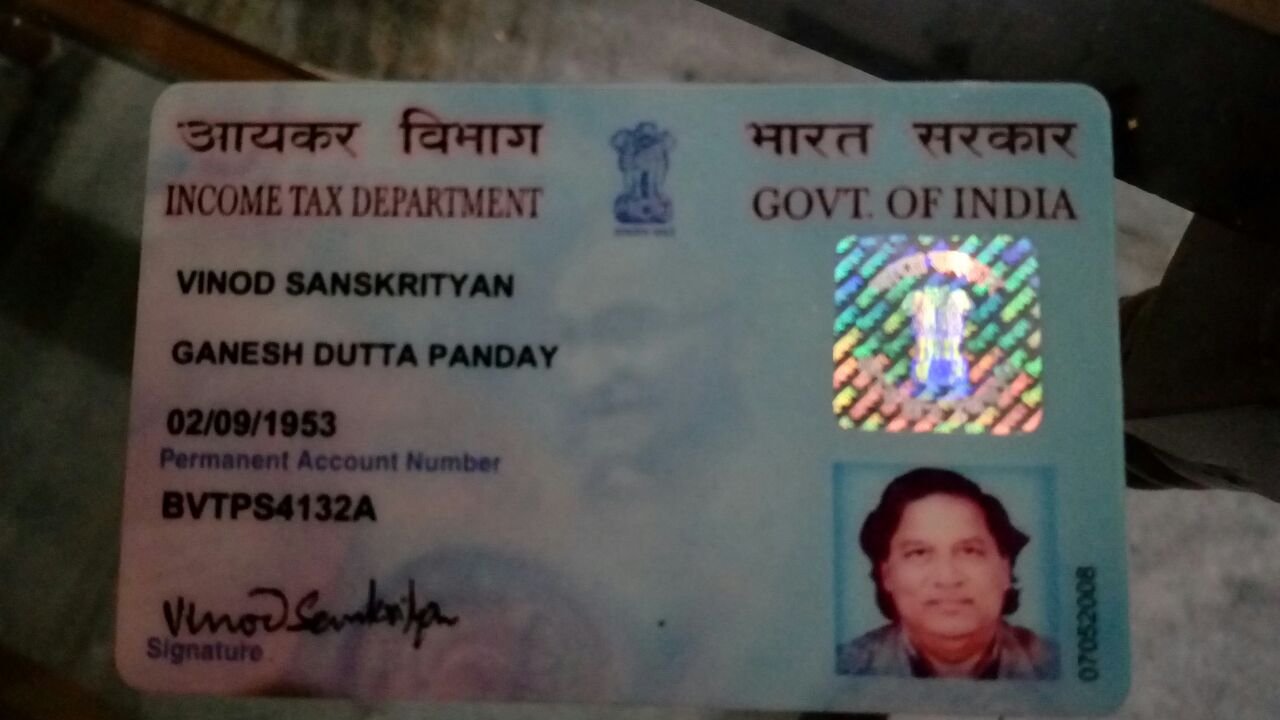 आयकर विभाग
INCOME TAX DEPARTMENT
भारत सरकार
GOVT. OF INDIA
VINOD SANSKRITYAN
GANESH DUTTA PANDAY
02/09/1953
Permanent Account Number
BVTPS4132A
Vinod Sanskrityan
Signature
07052008